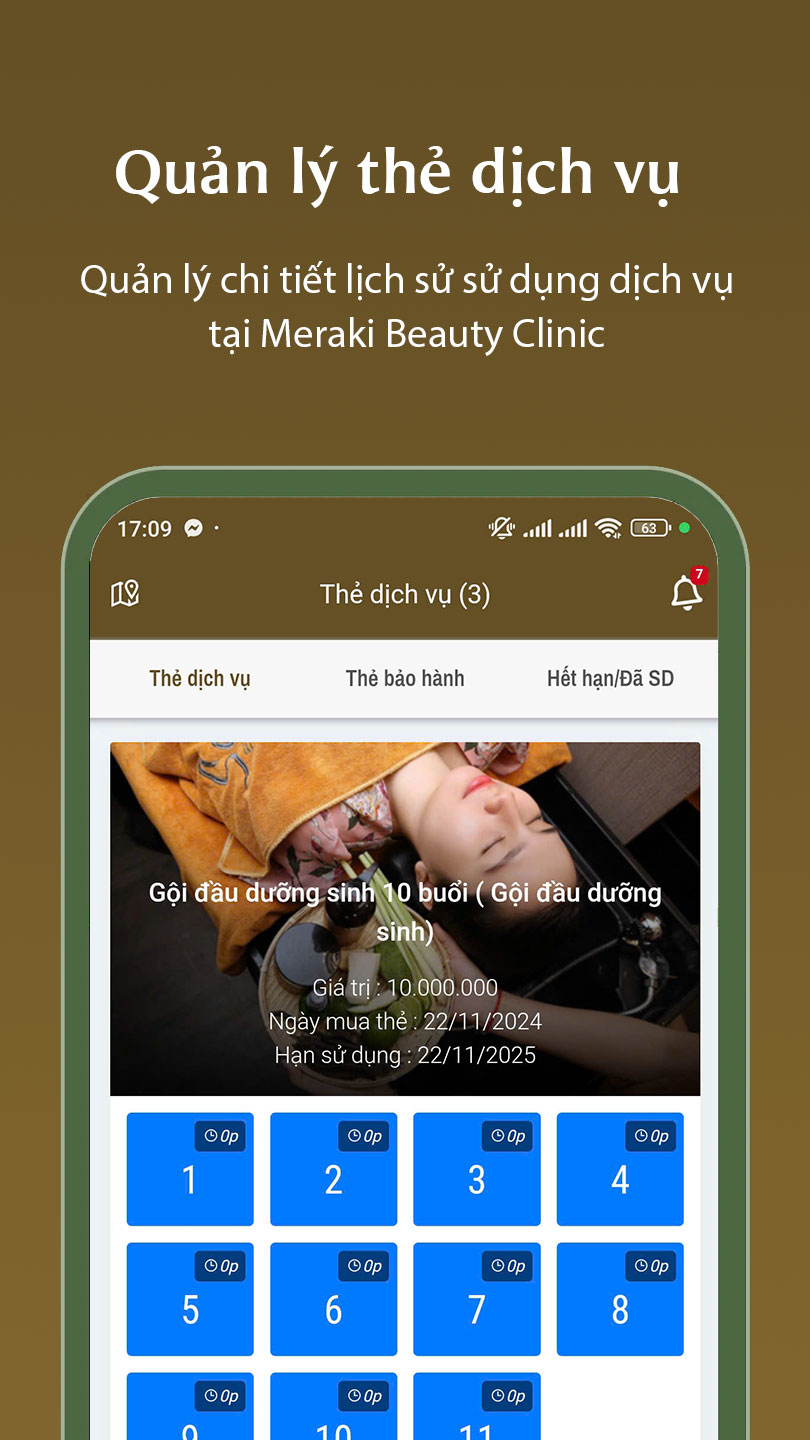 Quản lý thẻ dịch vụ
Quản lý chi tiết lịch sử sử dụng dịch vụ
tại Meraki Beauty Clinic
17:09
63
Thẻ dịch vụ (3)
7
Thẻ dịch vụ
Thẻ bảo hành
Hết hạn/Đã SD
Gội đầu dưỡng sinh 10 buổi ( Gội đầu dưỡng
sinh)
Giá trị : 10.000.000
Ngày mua thẻ : 22/11/2024
Hạn sử dụng : 22/11/2025
0p 0p 0p 0p
1 2 3 4
0p 0p 0p 0p
5 6 7 8
0p 0p 0p
9 10 11